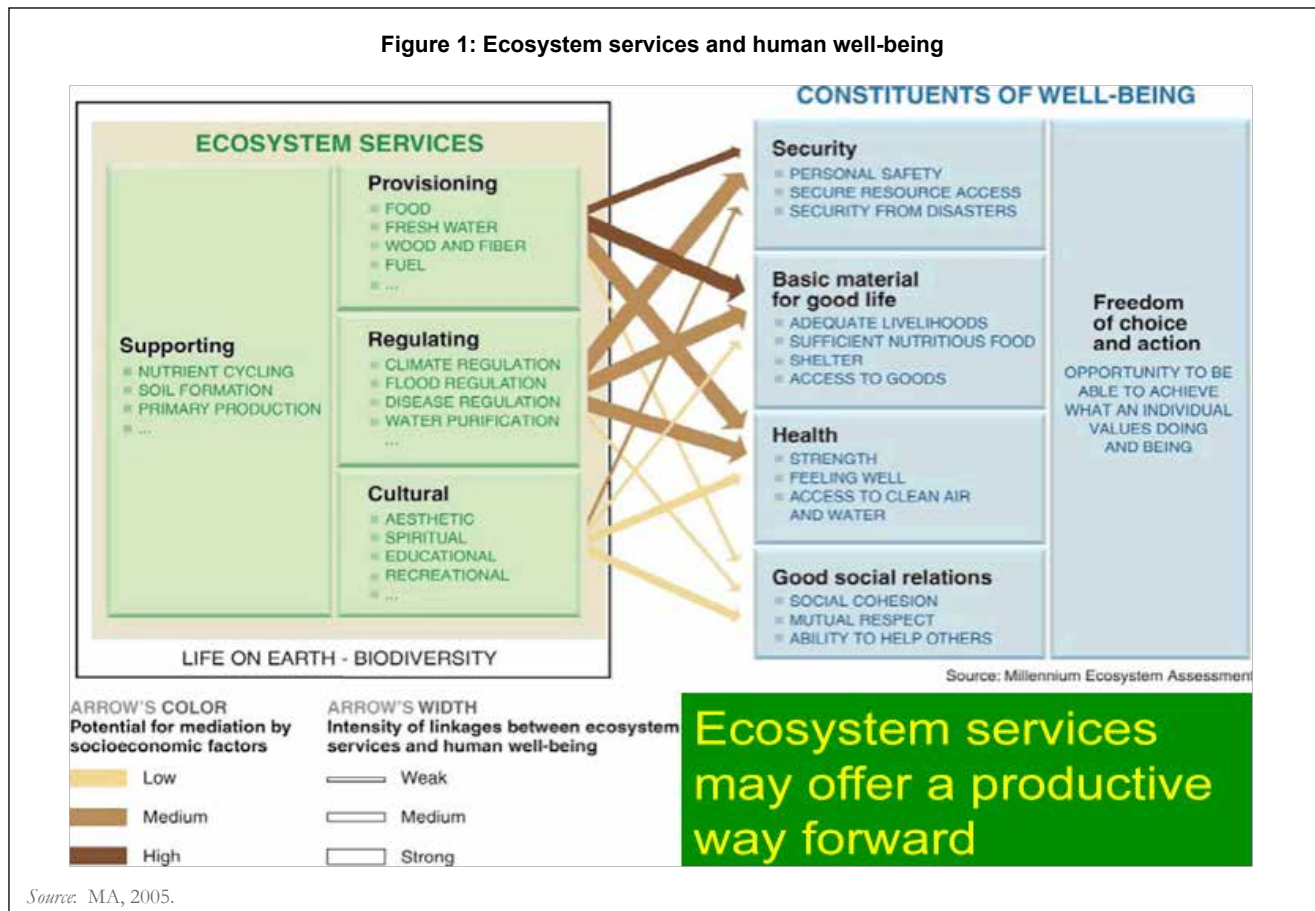 Figure 1: Ecosystem services and human well-being
ECOSYSTEM SERVICES
Supporting
NUTRIENT CYCLING
SOIL FORMATION
PRIMARY PRODUCTION
...
Provisioning
FOOD
FRESH WATER
WOOD AND FIBER
FUEL
...
Regulating
CLIMATE REGULATION
FLOOD REGULATION
DISEASE REGULATION
WATER PURIFICATION
...
Cultural
AESTHETIC
SPIRITUAL
EDUCATIONAL
RECREATIONAL
...
LIFE ON EARTH - BIODIVERSITY
CONSTITUENTS OF WELL-BEING
Security
PERSONAL SAFETY
SECURE RESOURCE ACCESS
SECURITY FROM DISASTERS
Basic material
for good life
ADEQUATE LIVELIHOODS
SUFFICIENT NUTRITIOUS FOOD
SHELTER
ACCESS TO GOODS
Health
STRENGTH
FEELING WELL
ACCESS TO CLEAN AIR
AND WATER
Good social relations
SOCIAL COHESION
MUTUAL RESPECT
ABILITY TO HELP OTHERS
Freedom
of choice
and action
OPPORTUNITY TO BE
ABLE TO ACHIEVE
WHAT AN INDIVIDUAL
VALUES DOING
AND BEING
Source: Millennium Ecosystem Assessment
ARROW'S COLOR
Potential for mediation by
socioeconomic factors
Low
Medium
High
ARROW'S WIDTH
Intensity of linkages between ecosystem
services and human well-being
Weak
Medium
Strong
Ecosystem services
may offer a productive
way forward
Source: MA, 2005.